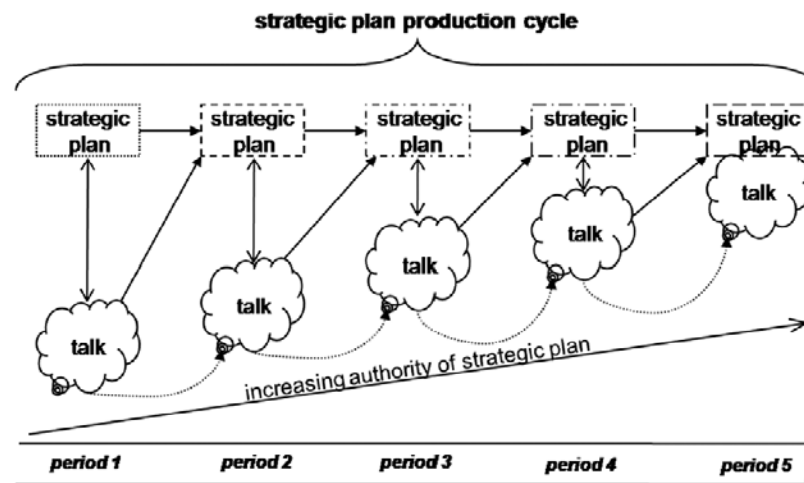 strategic plan production cycle
strategic
plan
strategic
plan
strategic
plan
strategic
plan
strategic
plan
talk
talk
talk
talk
talk
increasing authority of strategic plan
period 1
period 2
period 3
period 4
period 5